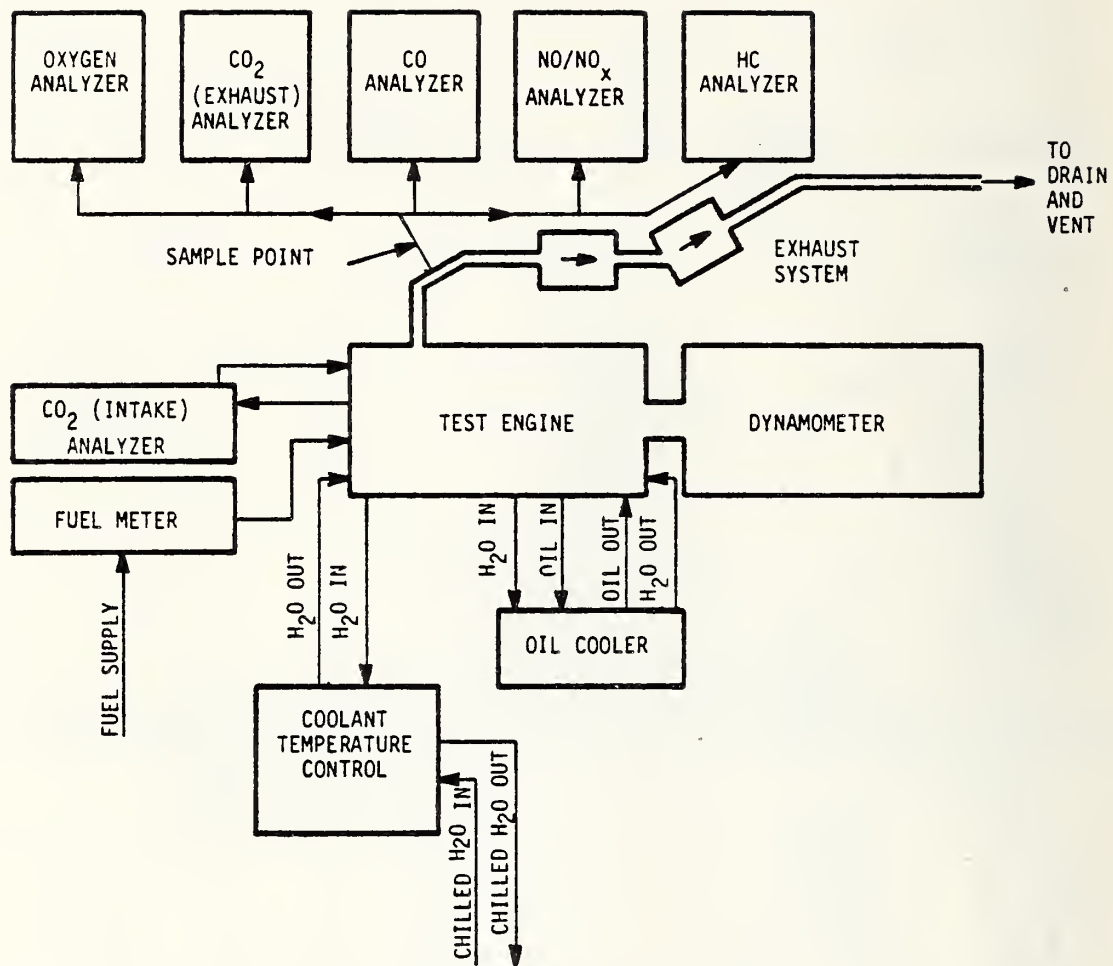 OXYGEN
ANALYZER
CO2
(EXHAUST)
ANALYZER
CO
ANALYZER
NO/NOx
ANALYZER
HC
ANALYZER
TO
DRAIN
AND
VENT
SAMPLE POINT
EXHAUST
SYSTEM
CO2 (INTAKE)
ANALYZER
TEST ENGINE
DYNAMOMETER
FUEL METER
FUEL SUPPLY
H2O OUT
H2O IN
H2O IN
OIL IN
OIL OUT
H2O OUT
OIL COOLER
COOLANT
TEMPERATURE
CONTROL
CHILLED H2O IN
CHILLED H2O OUT